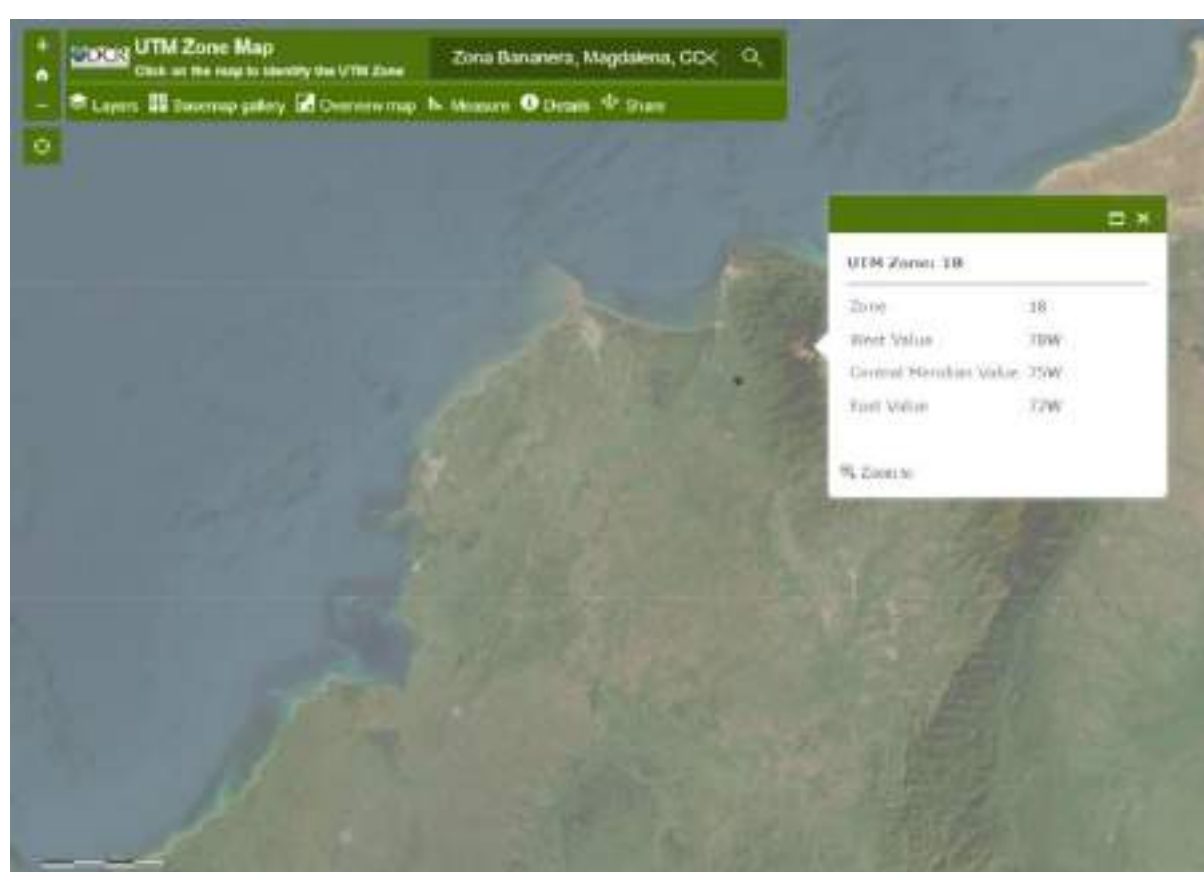 DCR UTM Zone Map
Click on the map to identify the UTM Zone
Zona Bananera, Magdalena, CO
Layers Basemap gallery Overview map Measure Details Share
UTM Zone: 18
Zone 18
West Value 78W
Central Meridian Value 75W
East Value 72W
Zoom to